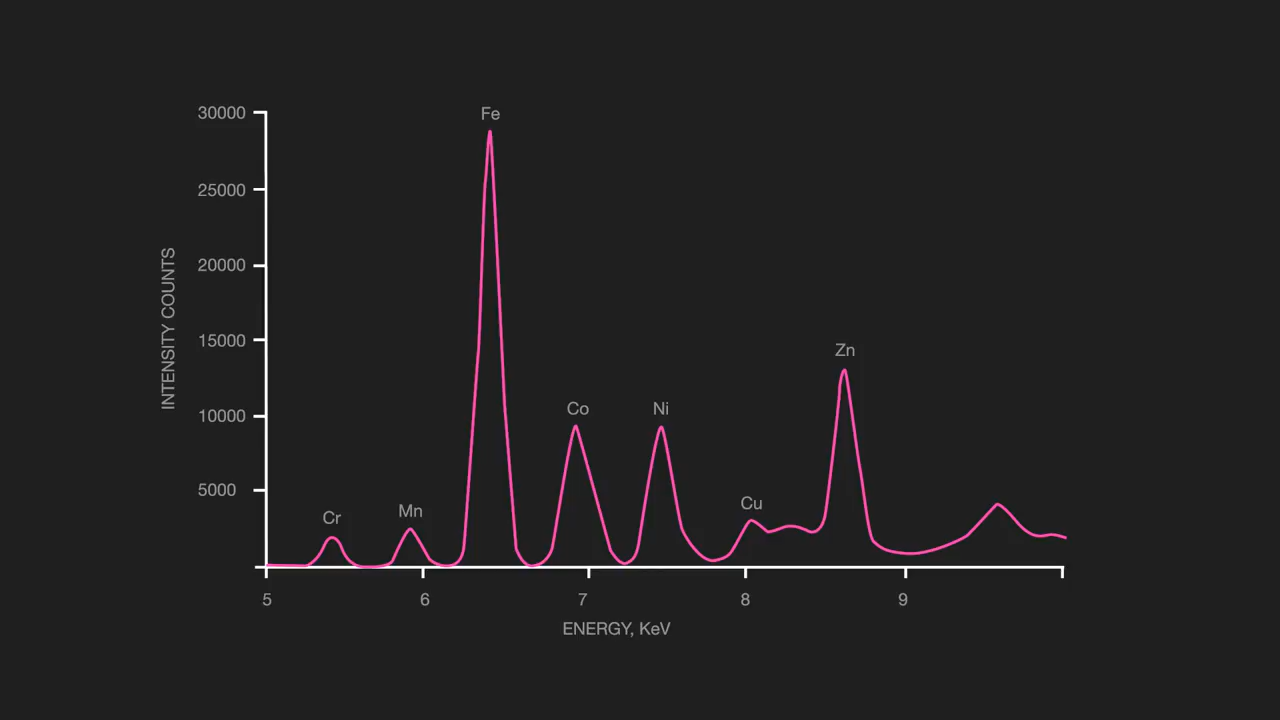 30000
25000
20000
15000
10000
5000
INTENSITY COUNTS
Fe
Zn
Co
Ni
Cu
Mn
Cr
5
6
7
8
9
ENERGY, KeV